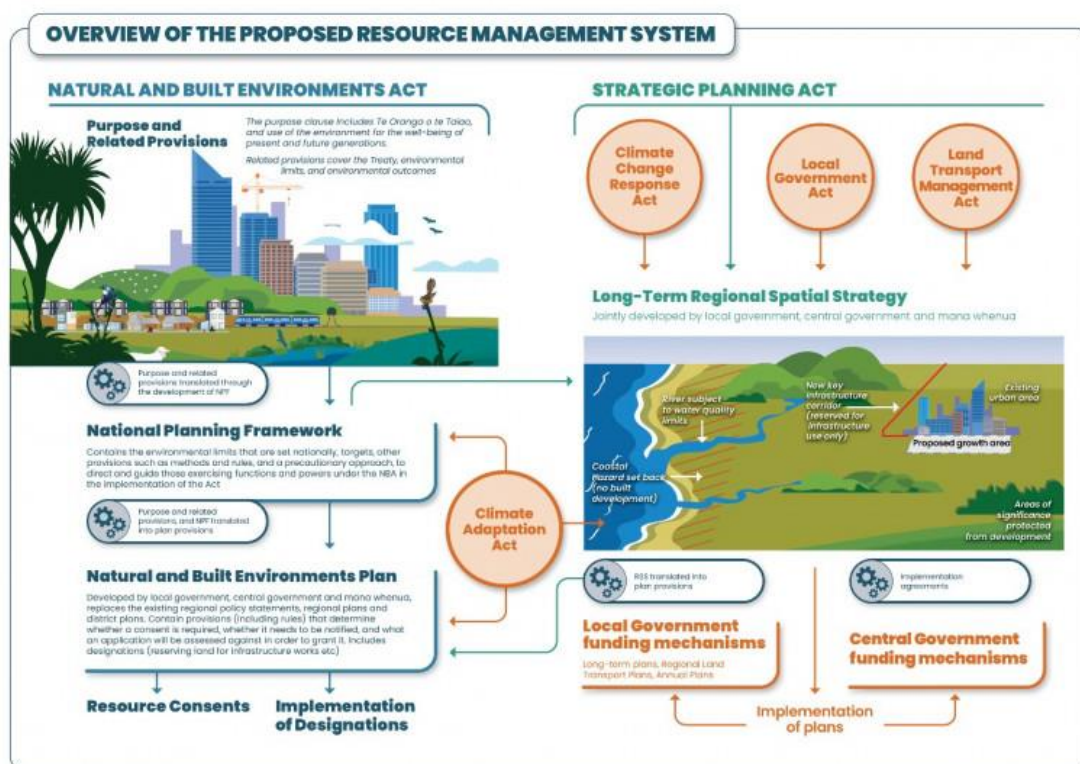 OVERVIEW OF THE PROPOSED RESOURCE MANAGEMENT SYSTEM
NATURAL AND BUILT ENVIRONMENTS ACT
Purpose and
Related Provisions
The purpose clause includes Te Oranga o te Taiao,
and use of the environment for the well-being of
present and future generations.
Related provisions cover the Treaty, environmental
limits, and environmental outcomes
Purpose and related
provisions translated through
the development of NPF
National Planning Framework
Contains the environmental limits that are set nationally, targets, other
provisions such as methods and rules, and a precautionary approach, to
direct and guide those exercising functions and powers under the NBA in
the implementation of the Act
Purpose and related
provisions, and NPF translated
into plan provisions
Natural and Built Environments Plan
Developed by local government, central government and mana whenua,
replaces the existing regional policy statements, regional plans and
district plans. Contain provisions (including rules) that determine
whether a consent is required, whether it needs to be notified, and what
an application will be assessed against in order to grant it. Includes
designations (reserving land for infrastructure works etc)
Resource Consents
Implementation
of Designations
Climate
Adaptation
Act
STRATEGIC PLANNING ACT
Climate
Change
Response
Act
Local
Government
Act
Land
Transport
Management
Act
Long-Term Regional Spatial Strategy
Jointly developed by local government, central government and mana whenua
River subject
to water quality
limits
New key
infrastructure
corridor
(reserved for
infrastructure
use only)
Existing
urban area
Proposed growth area
Coastal
hazard set back
(no built
development)
Areas of
significance
protected
from development
RSS translated into
plan provisions
Implementation
agreements
Local Government
funding mechanisms
Long-term plans, Regional Land
Transport Plans, Annual Plans
Central Government
funding mechanisms
Implementation
of plans